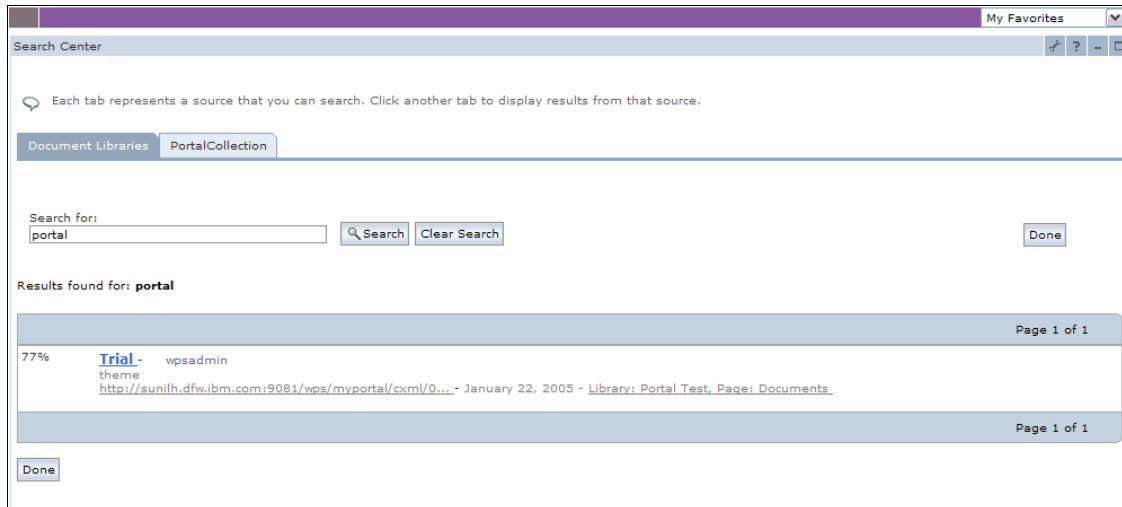 My Favorites
Search Center
?
Each tab represents a source that you can search. Click another tab to display results from that source.
Document Libraries PortalCollection
Search for:
portal Search Clear Search Done
Results found for: portal
Page 1 of 1
77% Trial - wpsadmin
theme
http://sunilh.dfw.ibm.com:9081/wps/myportal/cxml/0... - January 22, 2005 - Library: Portal Test, Page: Documents
Page 1 of 1
Done